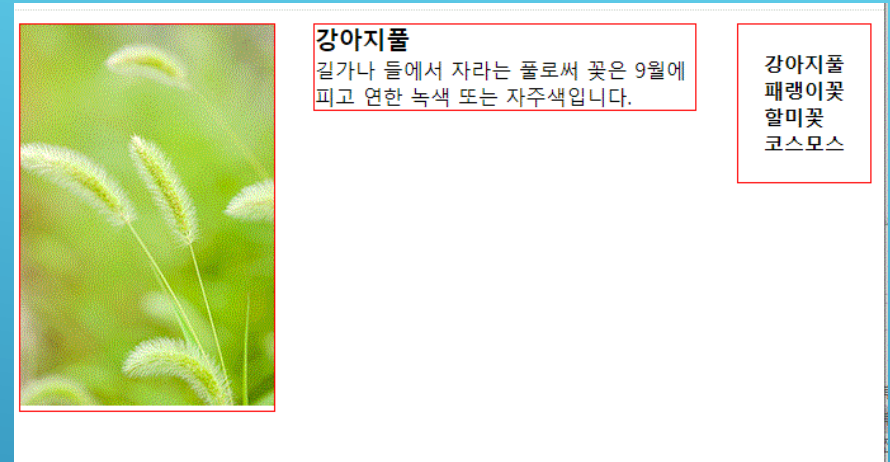 강아지풀
길가나 들에서 자라는 풀로써 꽃은 9월에
피고 연한 녹색 또는 자주색입니다.
강아지풀
패랭이꽃
할미꽃
코스모스